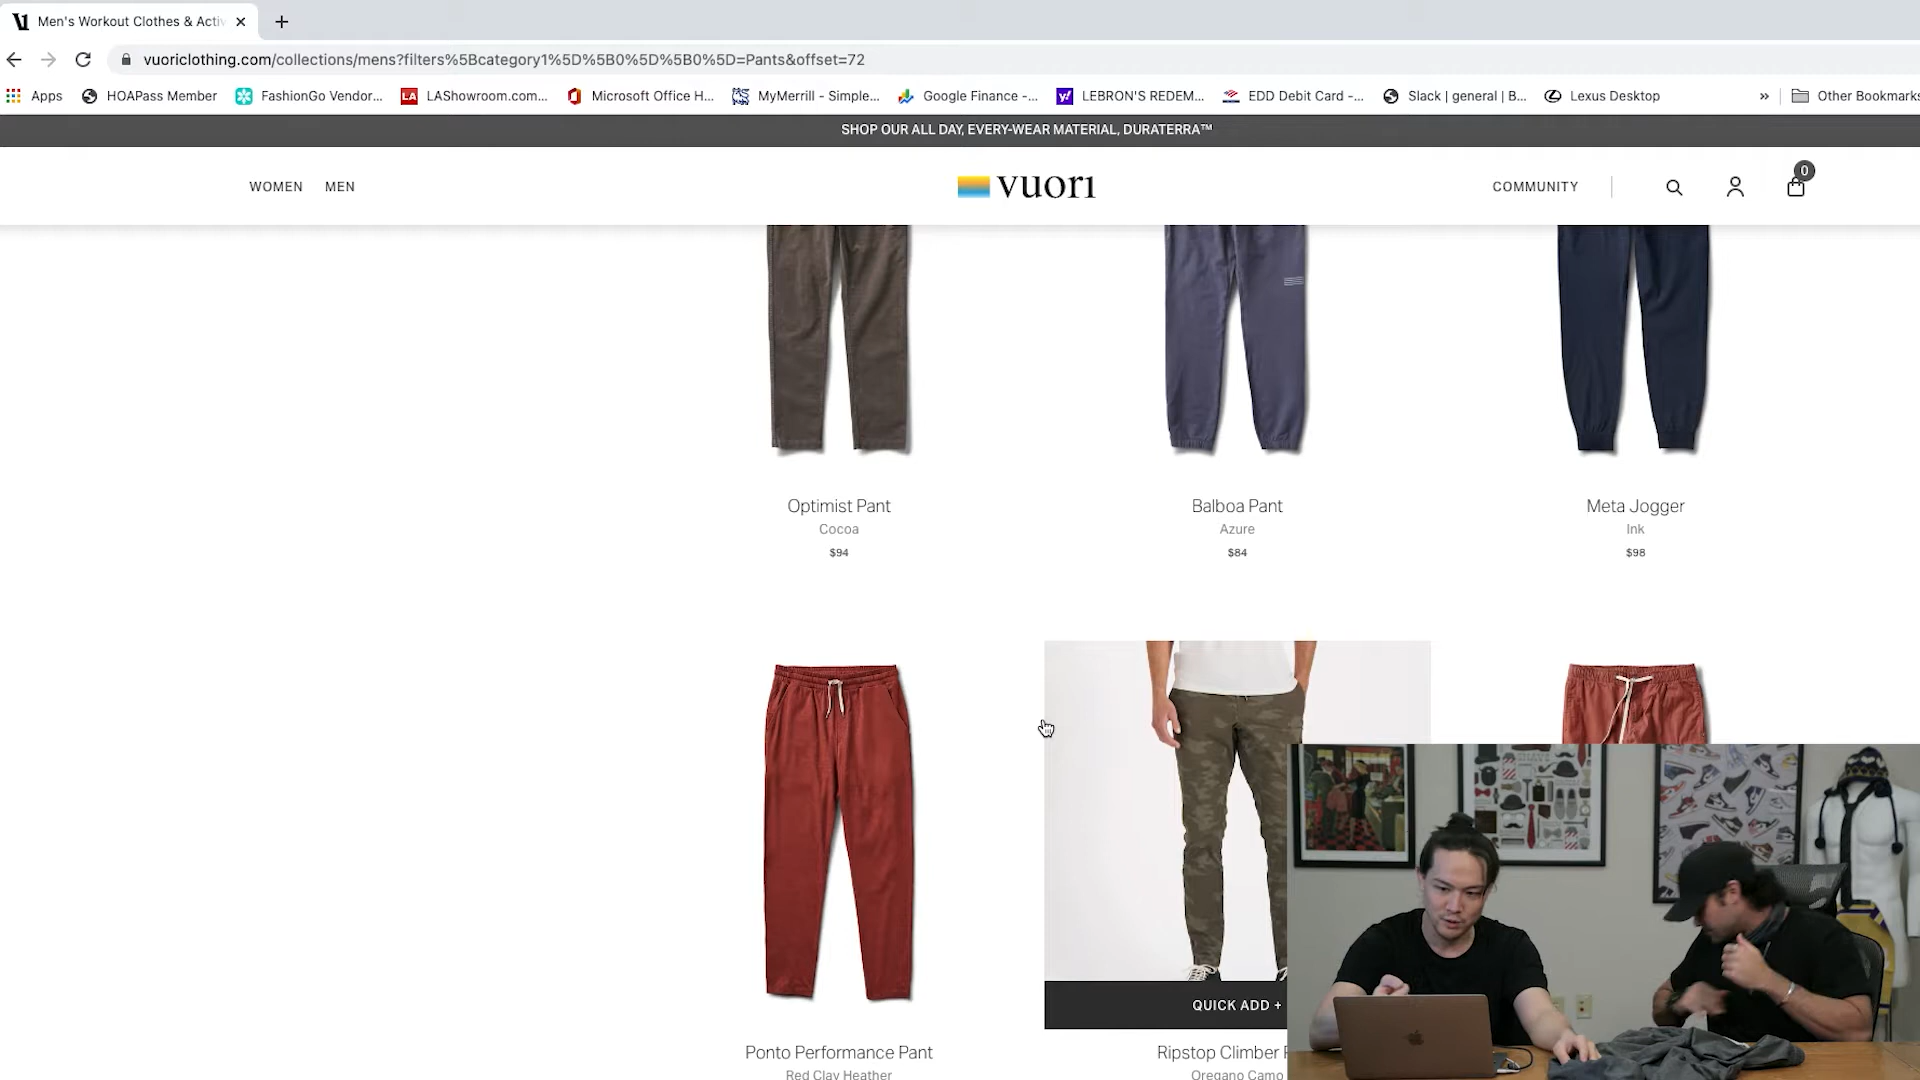 Men's Workout Clothes & Activ
vuoriclothing.com/collections/mens?filters%5Bcategory1%5D%5B0%5D%5B0%5D=Pants&offset=72
Apps HOAPass Member FashionGo Vendor... LAShowroom.com... Microsoft Office H... MyMerrill - Simple... Google Finance -... LEBRON'S REDEM... EDD Debit Card -... Slack | general | B... Lexus Desktop » Other Bookmarks
SHOP OUR ALL DAY, EVERY-WEAR MATERIAL, DURATERRA™
WOMEN MEN vuori COMMUNITY 0
Optimist Pant
Cocoa
$94
Balboa Pant
Azure
$84
Meta Jogger
Ink
$98
QUICK ADD +
Ponto Performance Pant
Red Clay Heather
Ripstop Climber
Oregano Camo